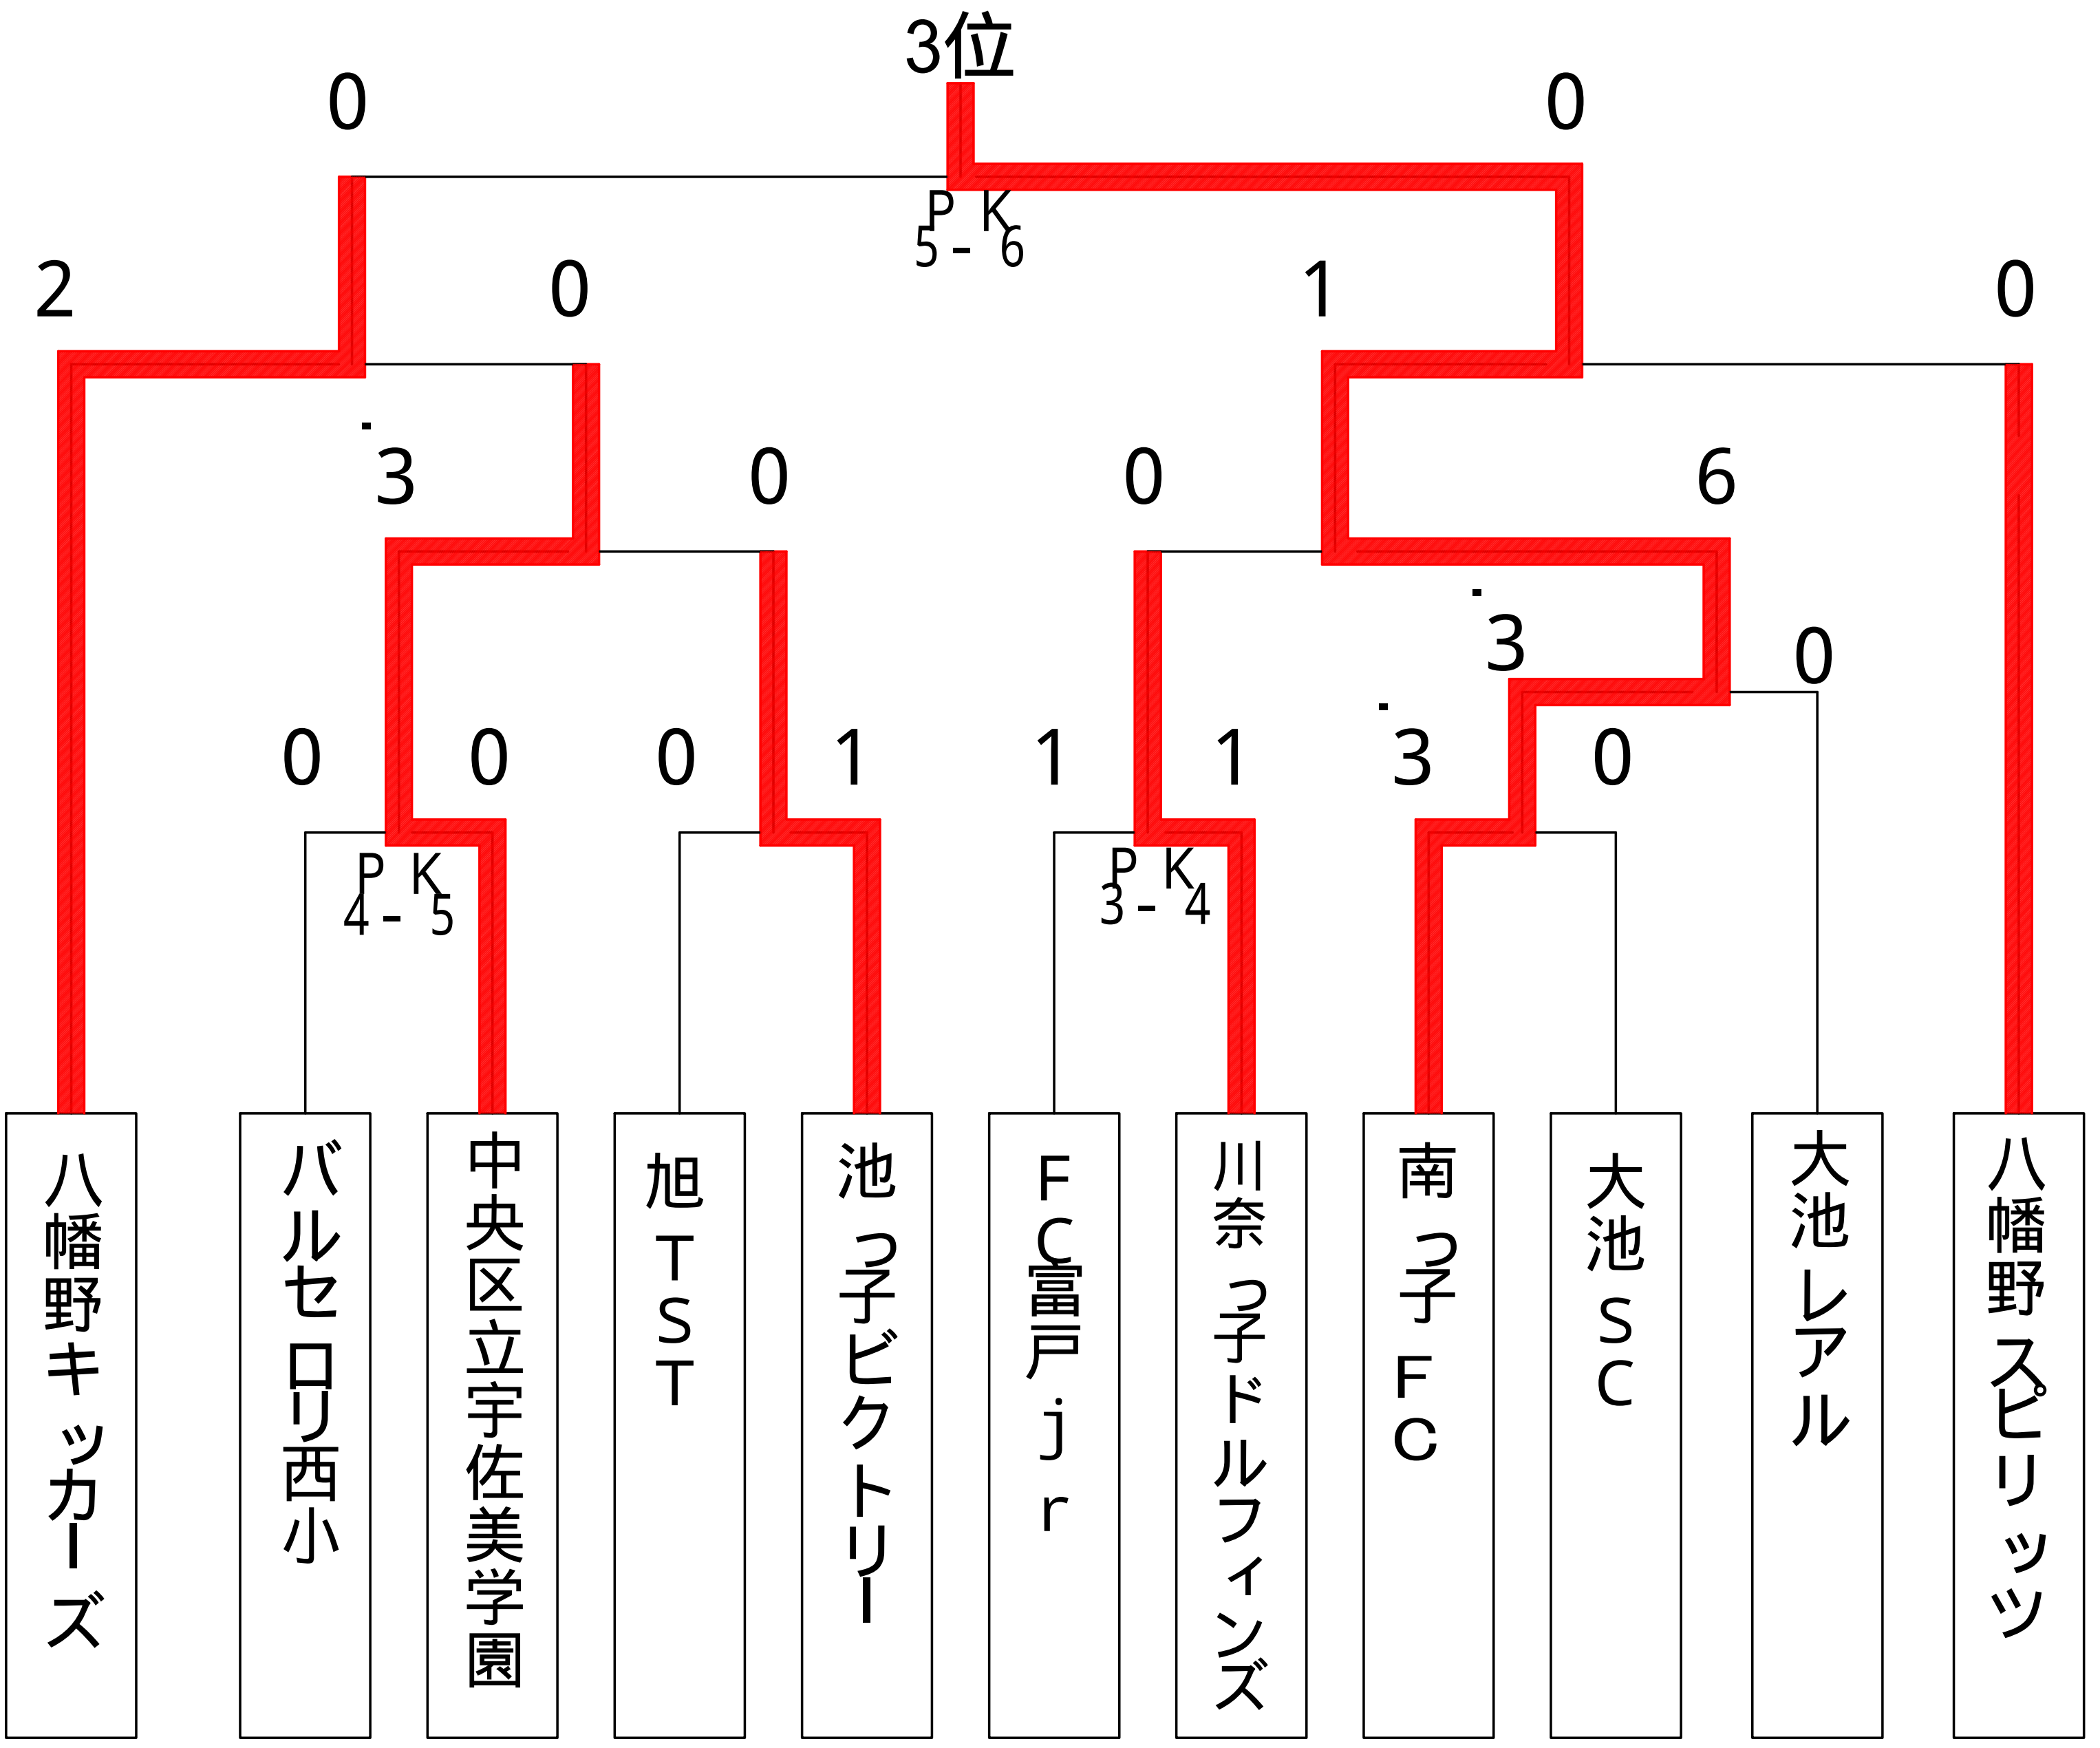 3位
0 0
PK
5- 6
2 0 1 0
3 0 0 6
3 0
0 0 0 1 1 1 3 0
PK
4- 5
PK
3- 4
八幡野キッカーズ
バルセロリ西小
中央区立宇佐美学園
旭TST
池っ子ビクトリー
FC富戸jr
川奈っ子ドルフィンズ
南っ子FC
大池SC
大池レアル
八幡野スピリッツ